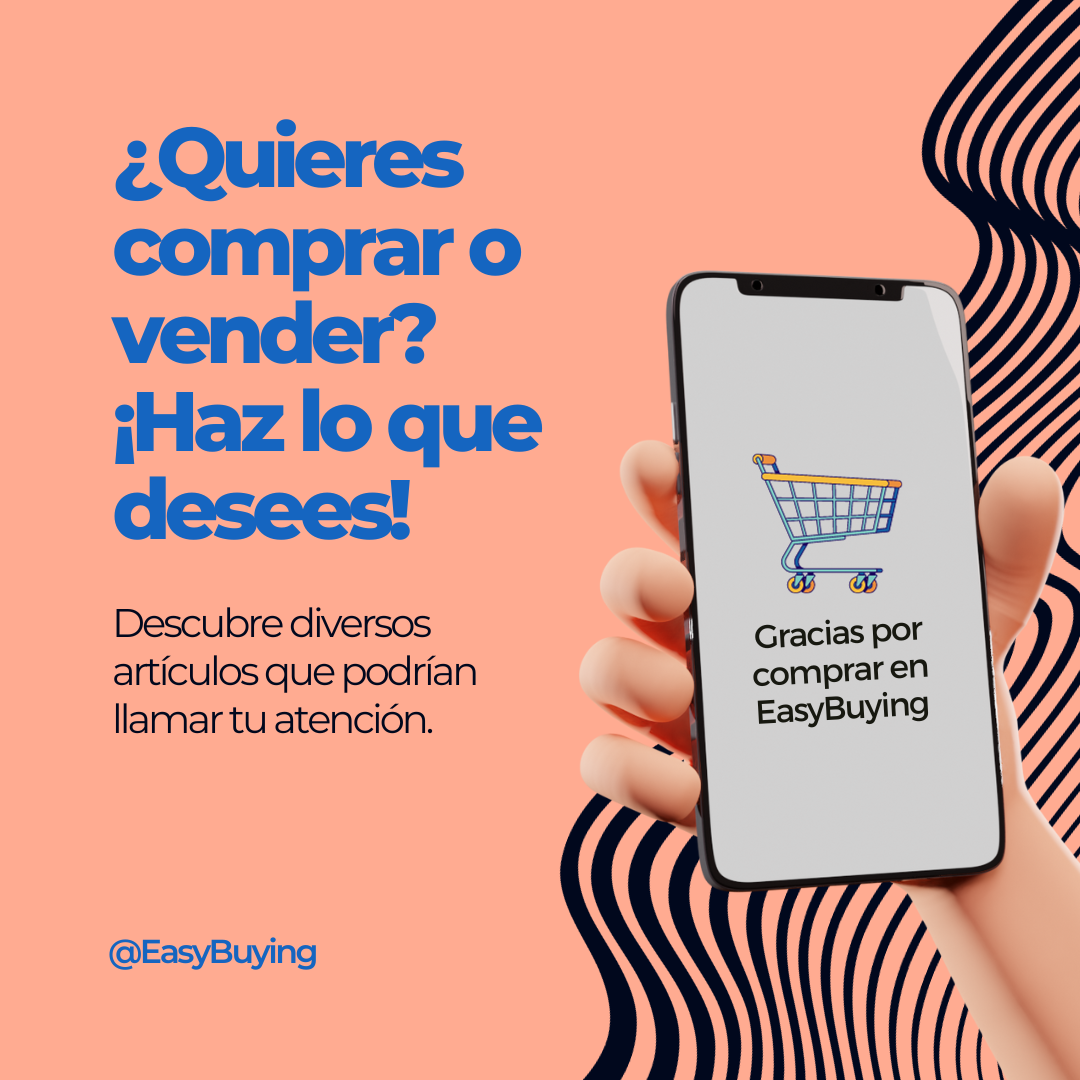 ¿Quieres
comprar o
vender?
¡Haz lo que
desees!
Descubre diversos
artículos que podrían
llamar tu atención.
Gracias por
comprar en
EasyBuying
@EasyBuying